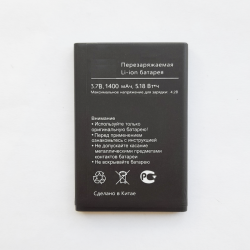 Перезаряжаемая
Li-ion батарея
3.7В, 1400 мАч, 5.18 Втч
Максимальное напряжение для зарядки: 4.2В
Внимание
• Используйте только
оригинальную батарею!
• Перед применением
ознакомьтесь с инструкцией
• Не допускайте касания
металлическими предметами
контактов батареи
• Не вскрывайте батарею
Сделано в Китае